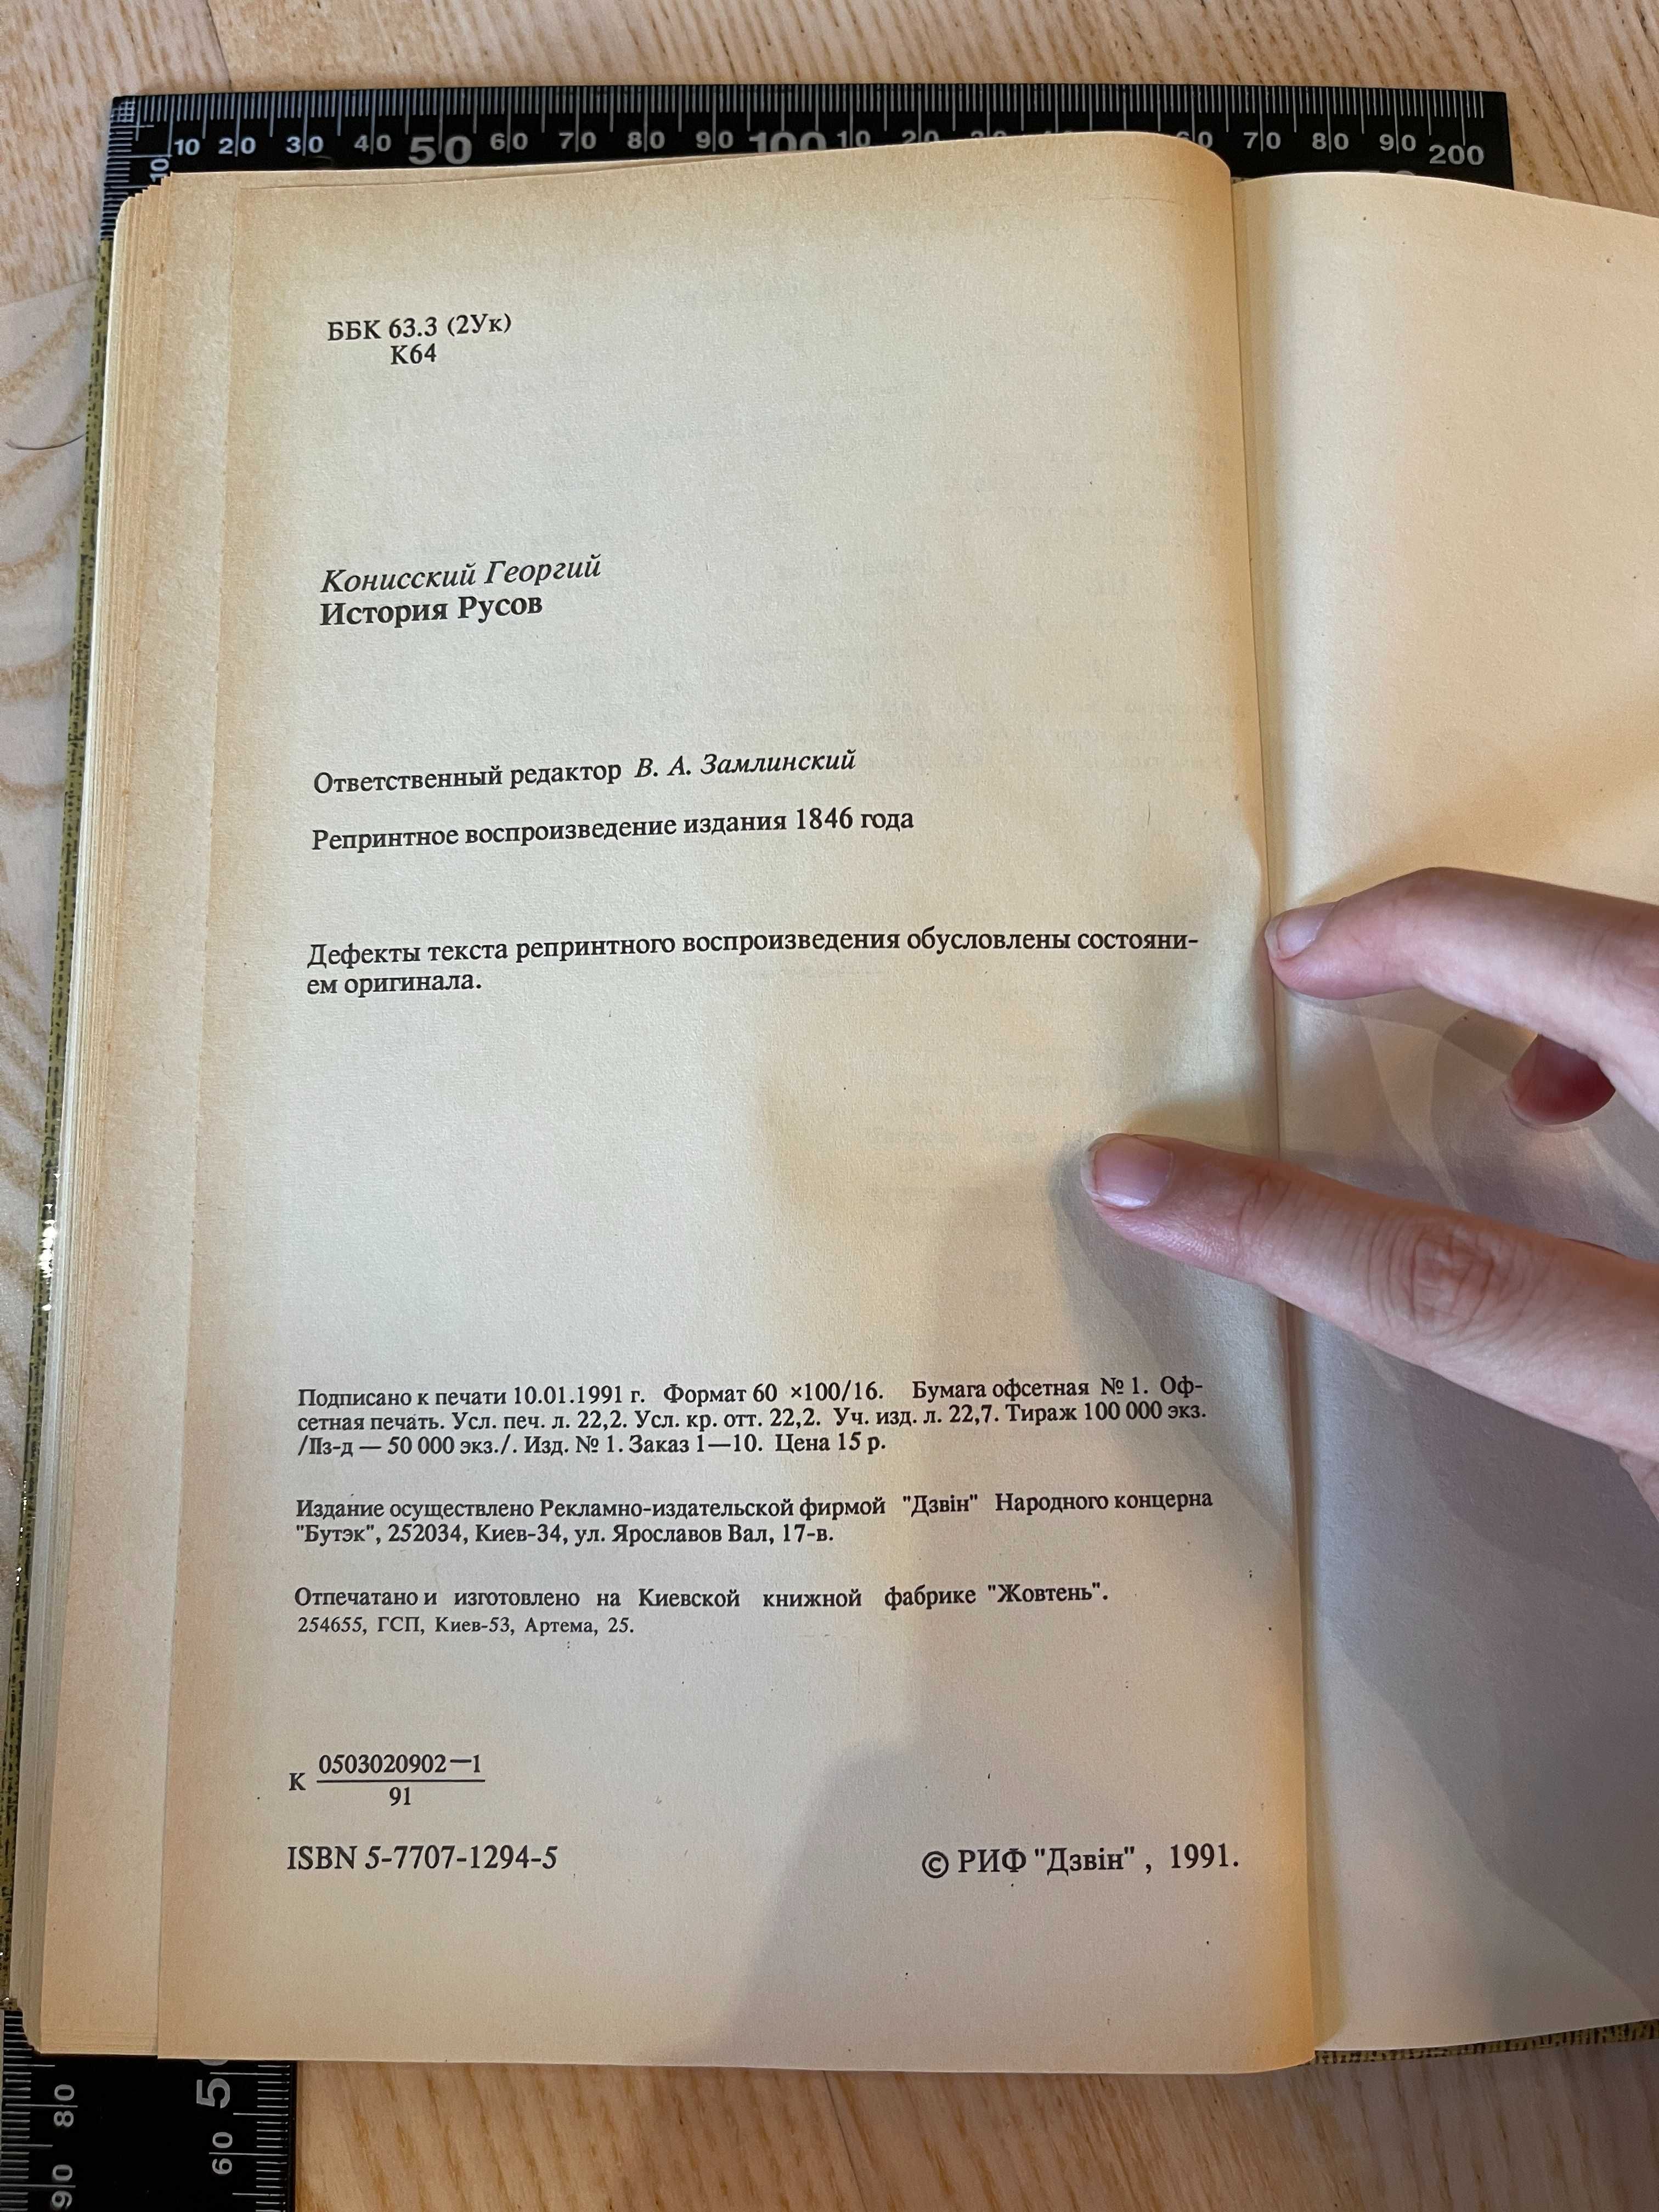 10 20 30 40 50 60 70 80 90 100 10 20 60 70 80 90 200
10
ББК 63.3 (2Ук)
К64
Конисский Георгий
История Русов
Ответственный редактор В. А. Замлинский
Репринтное воспроизведение издания 1846 года
Дефекты текста репринтного воспроизведения обусловлены состояни-
ем оригинала.
Подписано к печати 10.01.1991 г. Формат 60 ×100/16. Бумага офсетная № 1. Оф-
сетная печать. Усл. печ. л. 22,2. Усл. кр. отт. 22,2. Уч. изд. л. 22,7. Тираж 100 000 экз.
/IIз-д — 50 000 экз./. Изд. № 1. Заказ 1—10. Цена 15 р.
Издание осуществлено Рекламно-издательской фирмой "Дзвін" Народного концерна
"Бутэк", 252034, Киев-34, ул. Ярославов Вал, 17-в.
Отпечатано и изготовлено на Киевской книжной фабрике "Жовтень".
254655, ГСП, Киев-53, Артема, 25.
К 0503020902—1
91
ISBN 5-7707-1294-5
© РИФ "Дзвін", 1991.
80 90
60